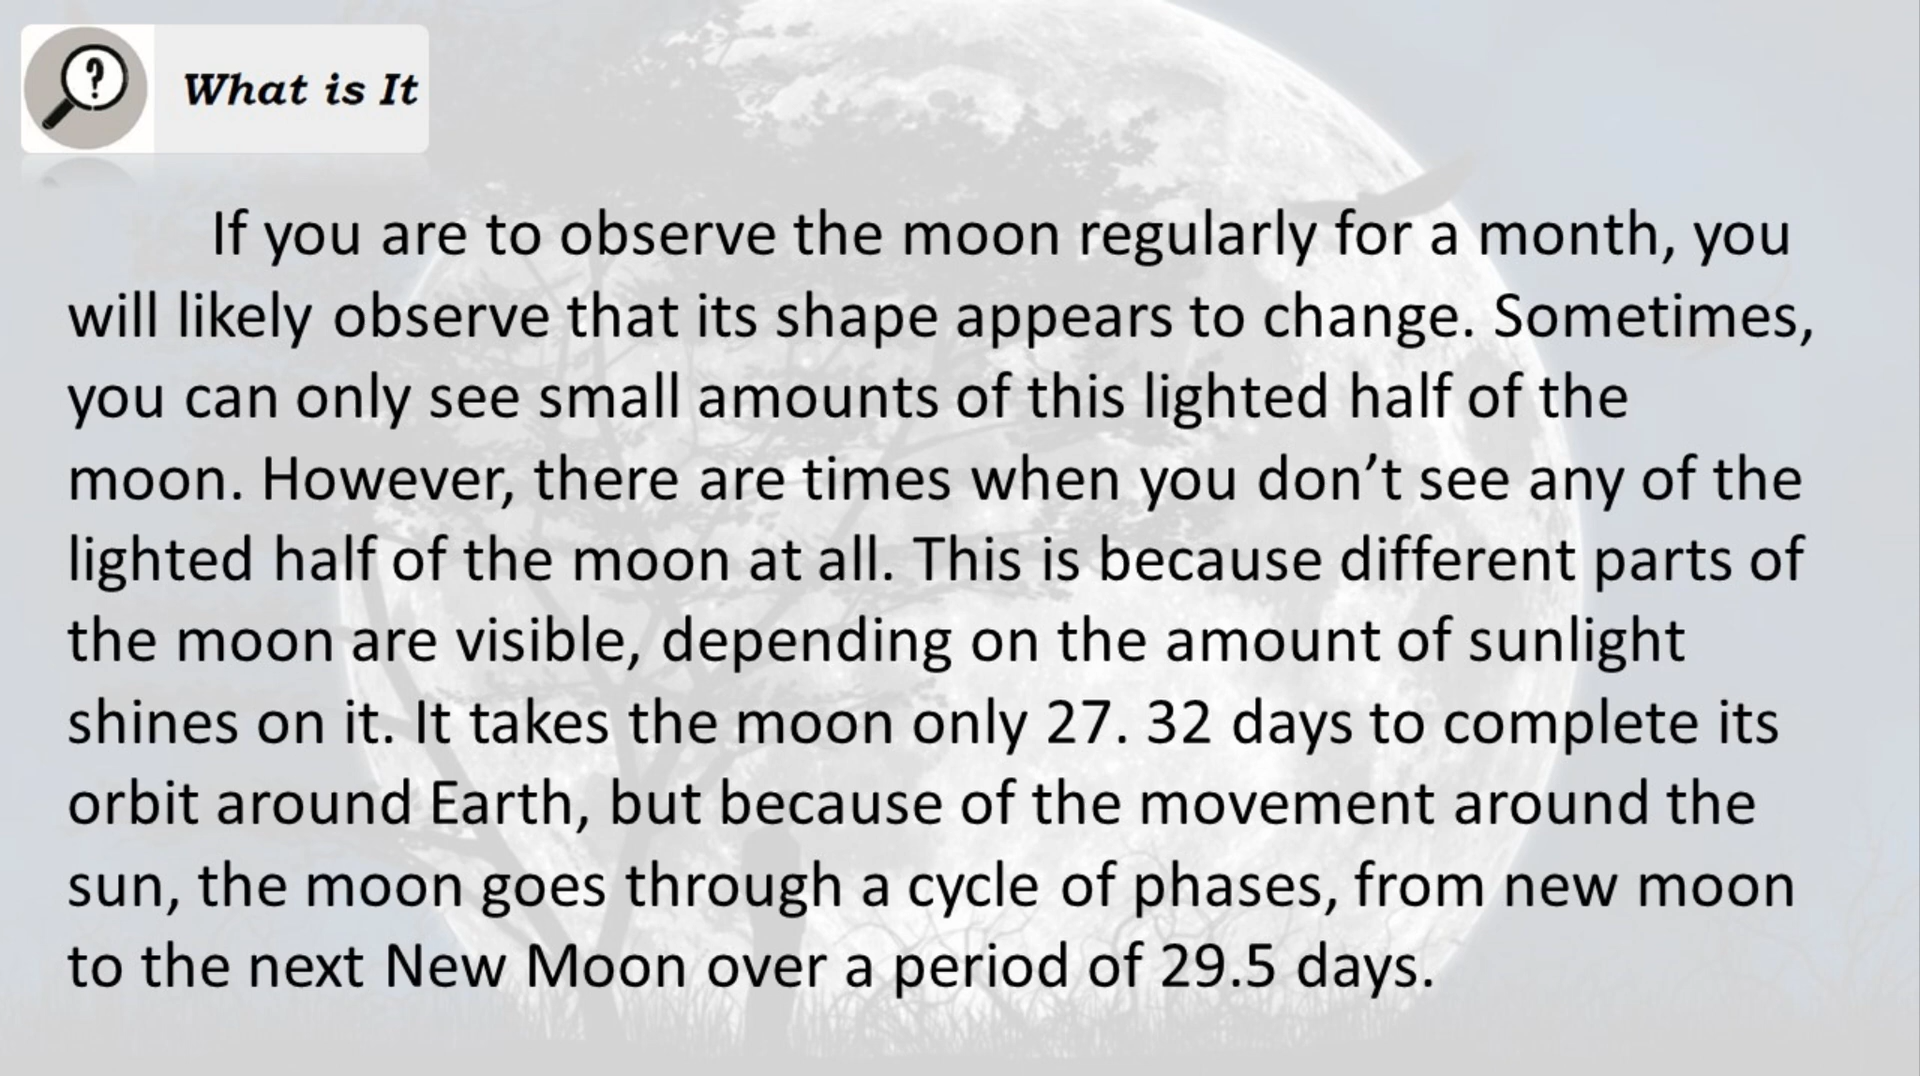 ?
What is It
If you are to observe the moon regularly for a month, you
will likely observe that its shape appears to change. Sometimes,
you can only see small amounts of this lighted half of the
moon. However, there are times when you don’t see any of the
lighted half of the moon at all. This is because different parts of
the moon are visible, depending on the amount of sunlight
shines on it. It takes the moon only 27. 32 days to complete its
orbit around Earth, but because of the movement around the
sun, the moon goes through a cycle of phases, from new moon
to the next New Moon over a period of 29.5 days.